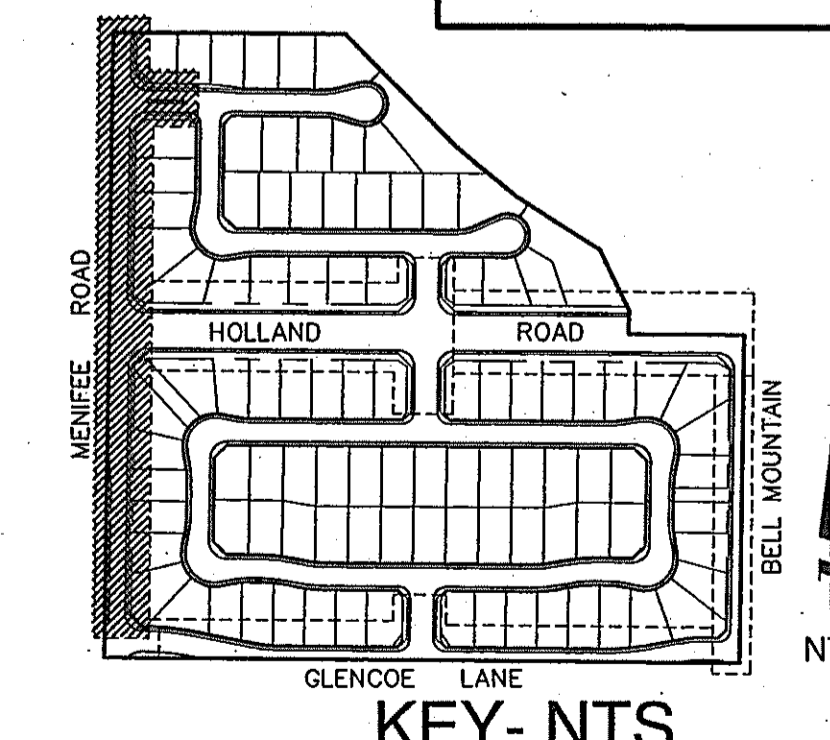 MENIFEE ROAD
HOLLAND ROAD
BELL MOUNTAIN
GLENCOE LANE
KEY- NTS